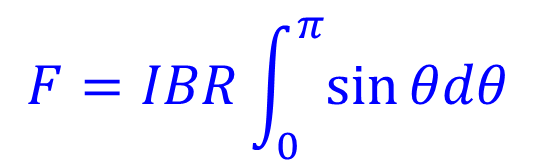 F = IBR ∫₀^π sin θdθ